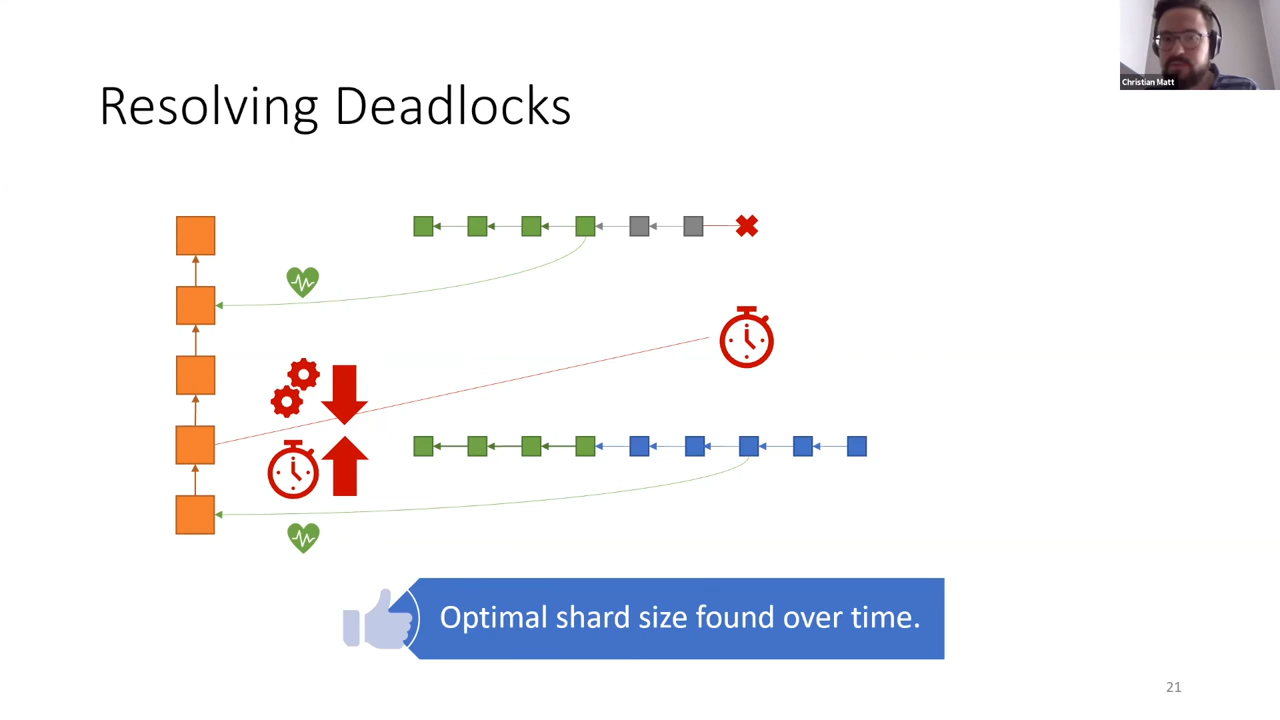 Christian Matt
Resolving Deadlocks
Optimal shard size found over time.
21